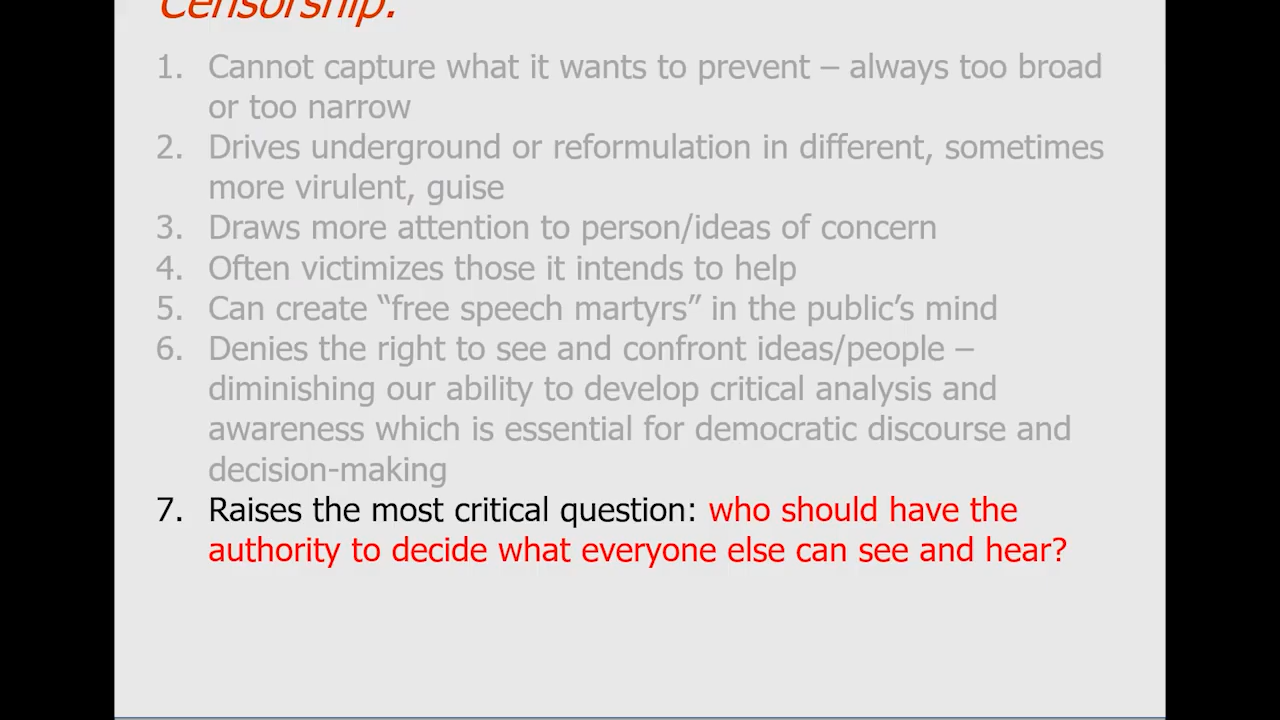 Censorship:
1. Cannot capture what it wants to prevent – always too broad
or too narrow
2. Drives underground or reformulation in different, sometimes
more virulent, guise
3. Draws more attention to person/ideas of concern
4. Often victimizes those it intends to help
5. Can create “free speech martyrs” in the public’s mind
6. Denies the right to see and confront ideas/people –
diminishing our ability to develop critical analysis and
awareness which is essential for democratic discourse and
decision-making
7. Raises the most critical question: who should have the
authority to decide what everyone else can see and hear?